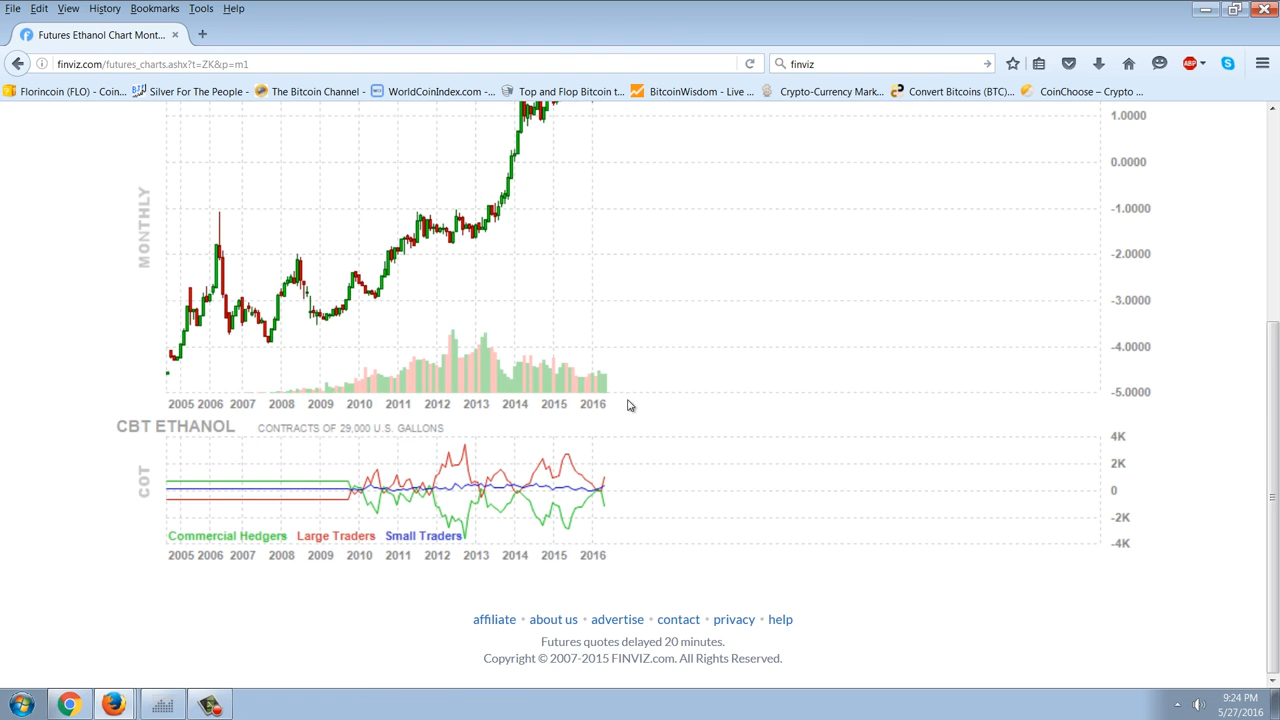 File Edit View History Bookmarks Tools Help
Futures Ethanol Chart Mont...
finviz.com/futures_charts.ashx?t=ZK&p=m1
finviz
ABP
Florincoin (FLO) - Coin... Silver For The People - The Bitcoin Channel - WorldCoinIndex.com -... Top and Flop Bitcoin t... BitcoinWisdom - Live ... Crypto-Currency Mark... Convert Bitcoins (BTC)... CoinChoose – Crypto ...
1.0000
0.0000
-1.0000
MONTHLY
-2.0000
-3.0000
-4.0000
-5.0000
2005 2006 2007 2008 2009 2010 2011 2012 2013 2014 2015 2016
CBT ETHANOL CONTRACTS OF 29,000 U.S. GALLONS
4K
2K
COT
0
-2K
Commercial Hedgers Large Traders Small Traders
-4K
2005 2006 2007 2008 2009 2010 2011 2012 2013 2014 2015 2016
affiliate • about us • advertise • contact • privacy • help
Futures quotes delayed 20 minutes.
Copyright © 2007-2015 FINVIZ.com. All Rights Reserved.
9:24 PM
5/27/2016